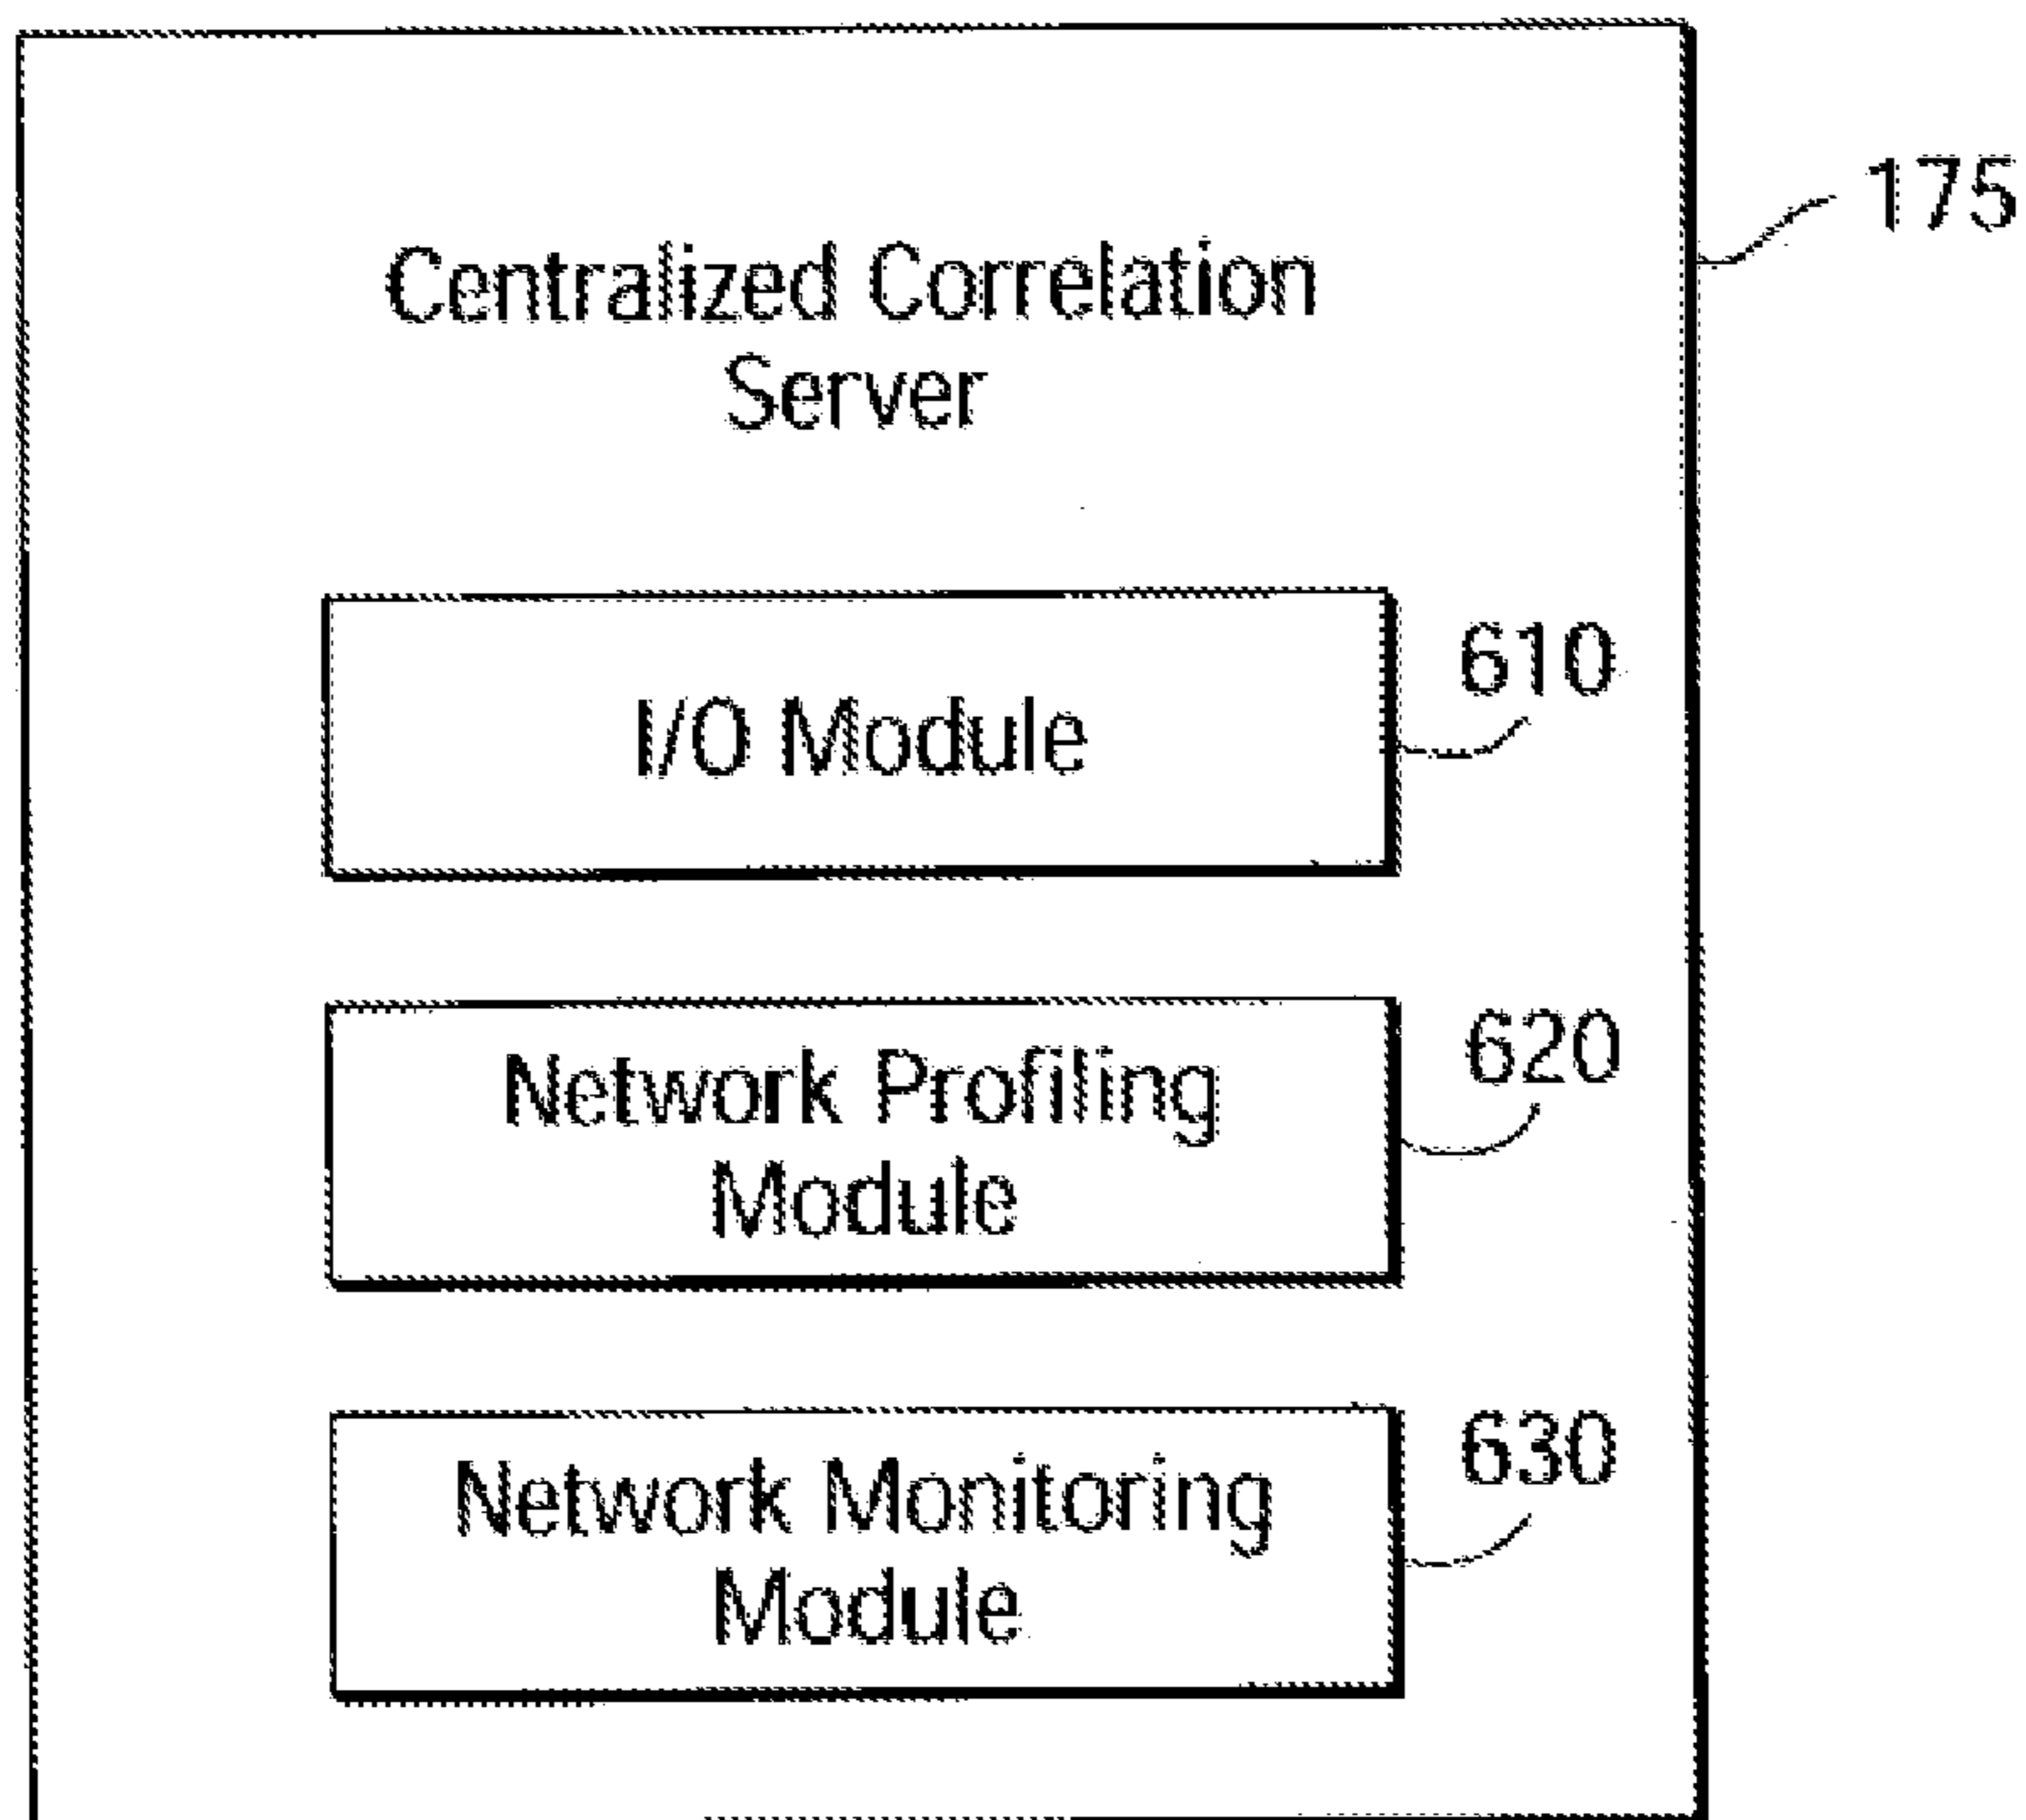 175
Centralized Correlation
Server
610
I/O Module
620
Network Profiling
Module
630
Network Monitoring
Module